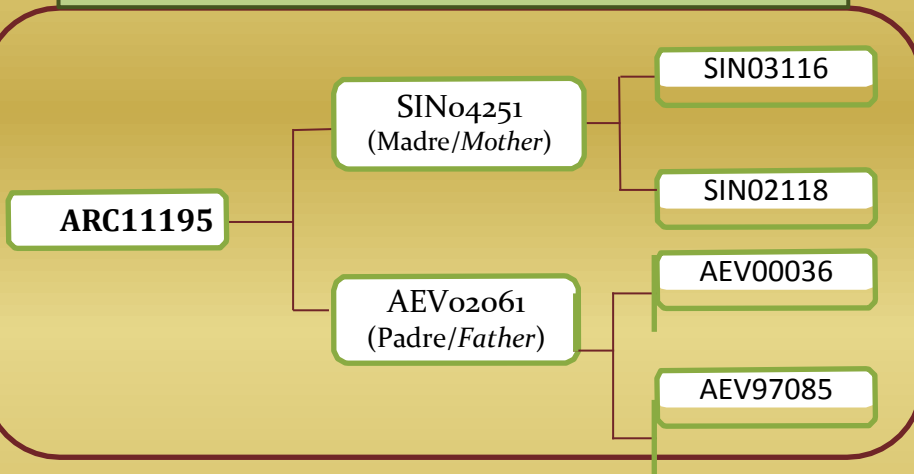 SIN03116
SIN04251
(Madre/Mother)
SIN02118
ARC11195
AEV00036
AEV02061
(Padre/Father)
AEV97085